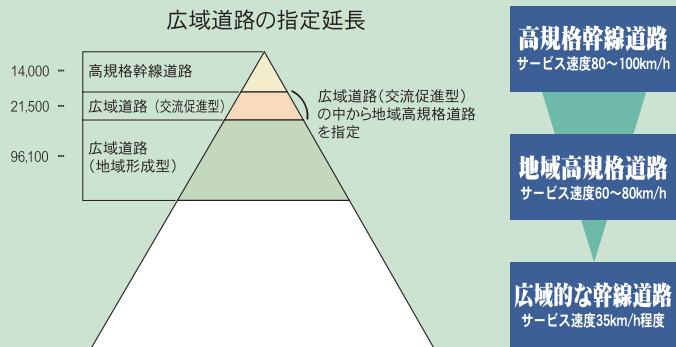 広域道路の指定延長
14,000
高規格幹線道路
21,500
広域道路（交流促進型）
96,100
広域道路
（地域形成型）
広域道路（交流促進型）
の中から地域高規格道路
を指定
高規格幹線道路
サービス速度80〜100km/h
地域高規格道路
サービス速度60〜80km/h
広域的な幹線道路
サービス速度35km/h程度